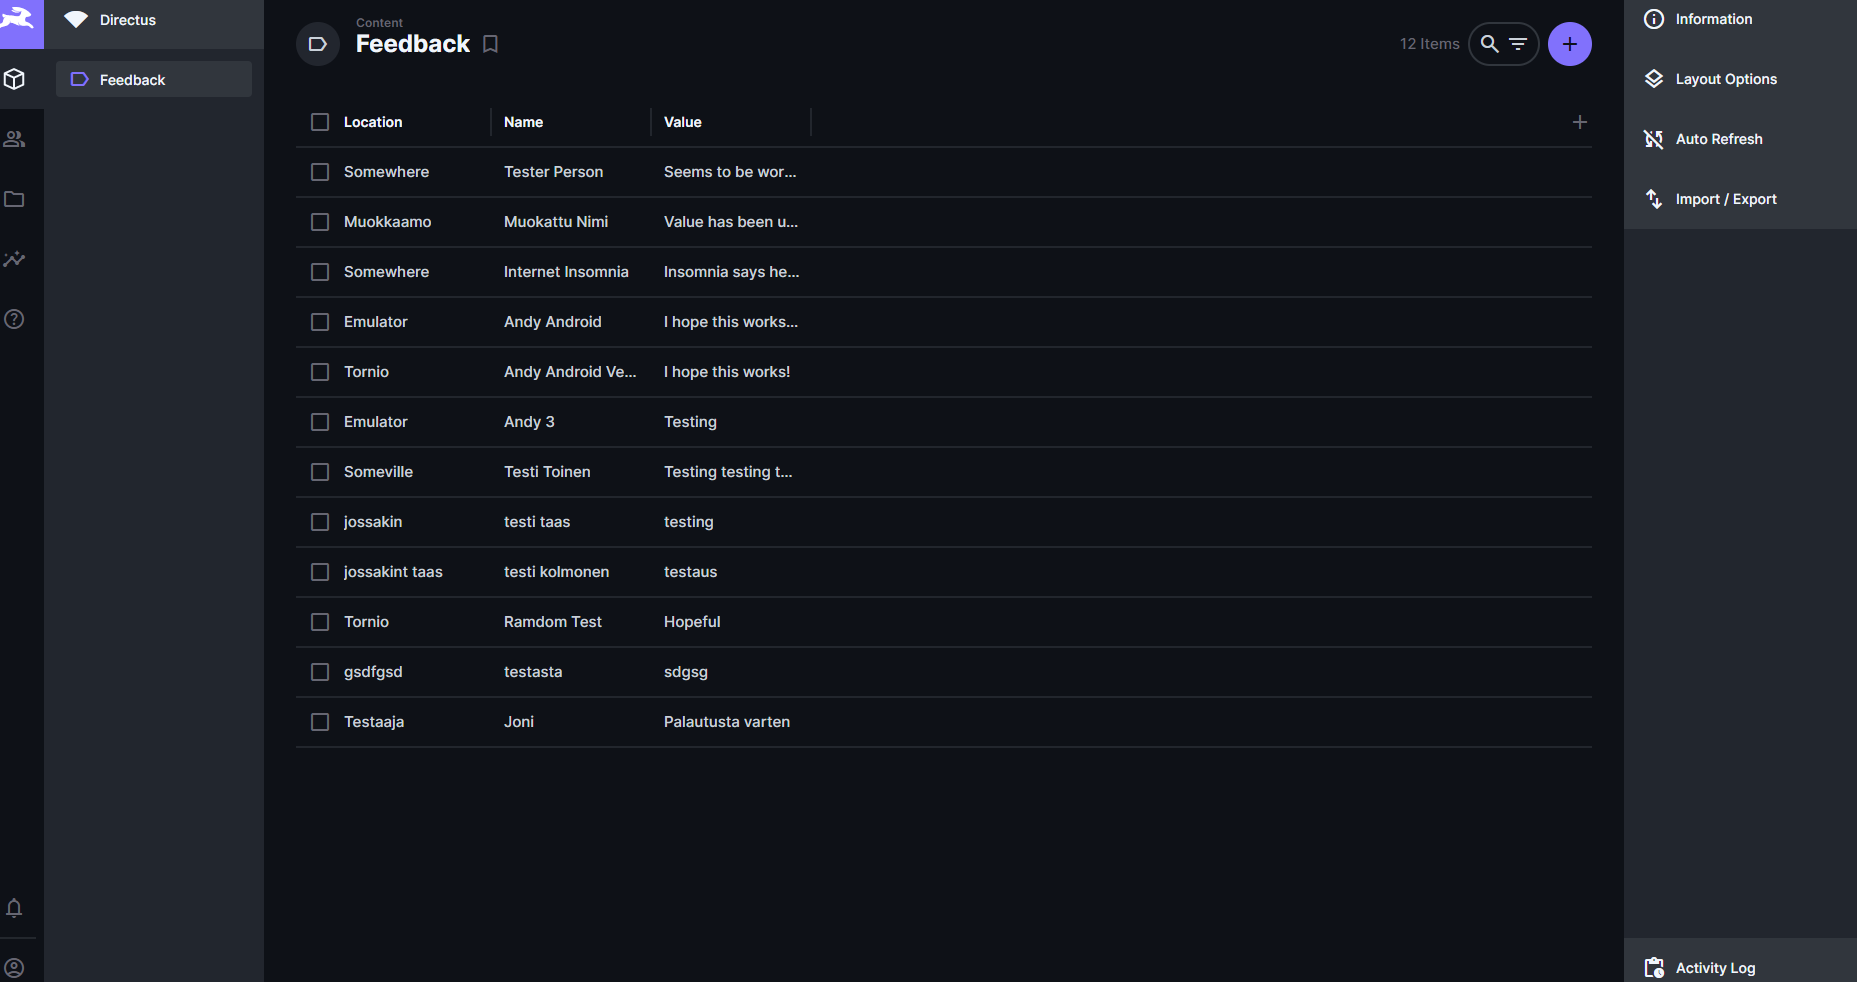 Directus
Feedback
Content
Feedback
12 Items
Location Name Value
Somewhere Tester Person Seems to be wor...
Muokkaamo Muokattu Nimi Value has been u...
Somewhere Internet Insomnia Insomnia says he...
Emulator Andy Android I hope this works...
Tornio Andy Android Ve... I hope this works!
Emulator Andy 3 Testing
Someville Testi Toinen Testing testing t...
jossakin testi taas testing
jossakint taas testi kolmonen testaus
Tornio Ramdom Test Hopeful
gsdfgsd testasta sdgsg
Testaaja Joni Palautusta varten
Information
Layout Options
Auto Refresh
Import / Export
Activity Log